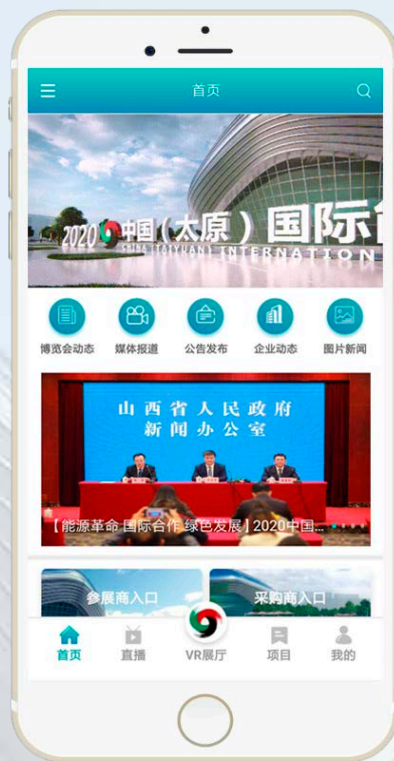 首页
2020 中国（太原）国际
CHINA (TAIYUAN) INTERNATION
博览会动态 媒体报道 公告发布 企业动态 图片新闻
山西省人民政府
新闻办公室
【能源革命 国际合作 绿色发展】2020中国...
参展商入口 采购商入口
首页 直播 VR展厅 项目 我的